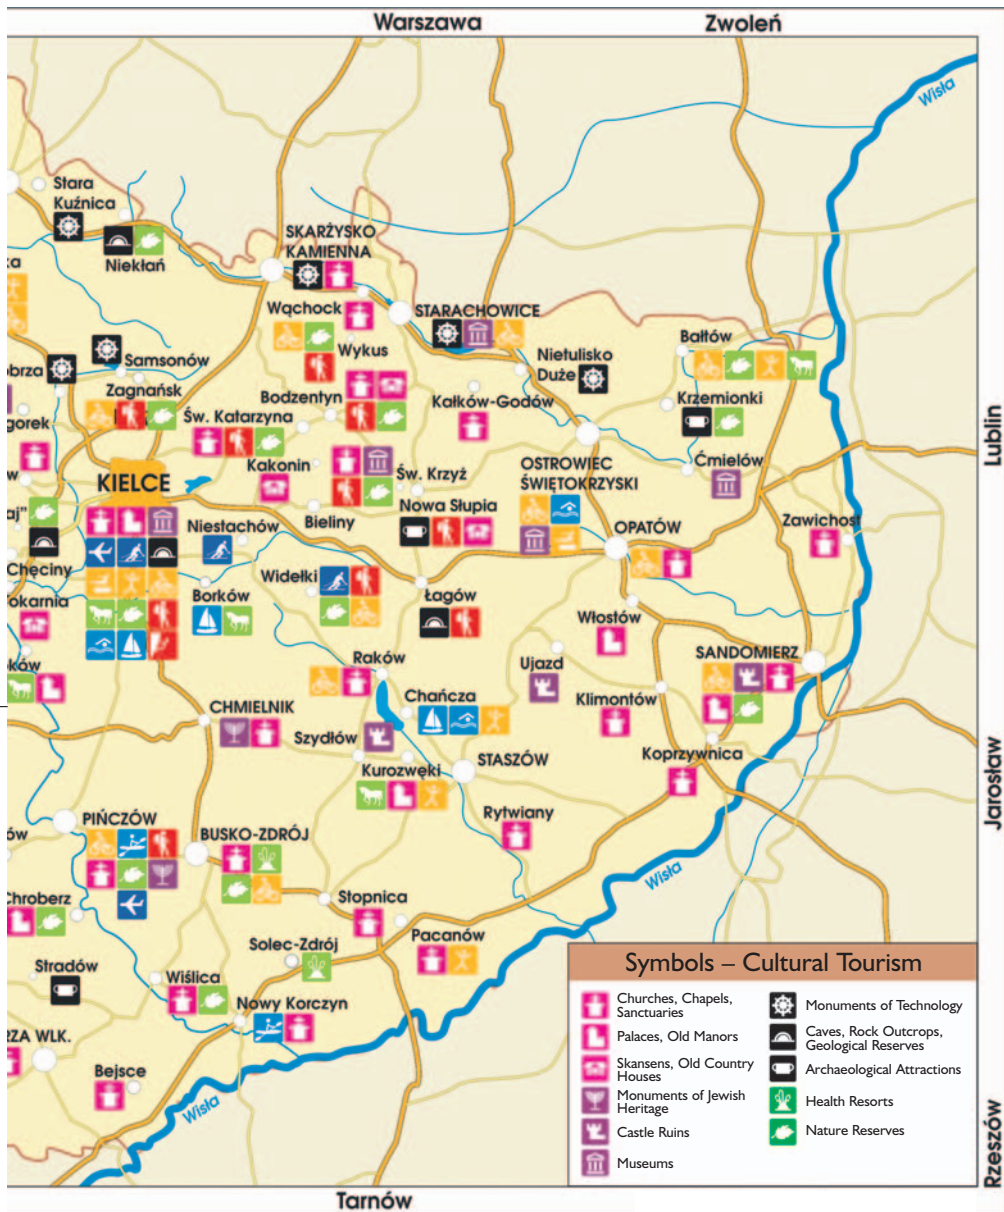 Warszawa
Zwoleń
Wisła
Stara
Kuźnica
Niekłań
SKARŻYSKO
KAMIENNA
Wąchock
STARACHOWICE
Wykus
Nietulisko
Duże
Bałtów
Samsonów
Zagnańsk
Bodzentyn
Św. Katarzyna
Kałków-Godów
Krzemionki
Lublin
KIELCE
Kakonin
Św. Krzyż
OSTROWIEC
ŚWIĘTOKRZYSKI
Ćmielów
Bieliny
Nowa Słupia
Niestachów
OPATÓW
Zawichost
Chęciny
Widełki
Borków
Łagów
Włostów
Raków
Ujazd
SANDOMIERZ
Chańcza
Klimontów
CHMIELNIK
Szydłów
Kurozwęki
STASZÓW
Koprzywnica
Jarosław
Rytwiany
PIŃCZÓW
BUSKO-ZDRÓJ
Wisła
Chroberz
Stopnica
Pacanów
Solec-Zdrój
Stradów
Wiślica
Nowy Korczyn
Bejsce
Wisła
Symbols – Cultural Tourism
Churches, Chapels,
Sanctuaries
Palaces, Old Manors
Skansens, Old Country
Houses
Monuments of Jewish
Heritage
Castle Ruins
Museums
Monuments of Technology
Caves, Rock Outcrops,
Geological Reserves
Archaeological Attractions
Health Resorts
Nature Reserves
Rzeszów
Tarnów